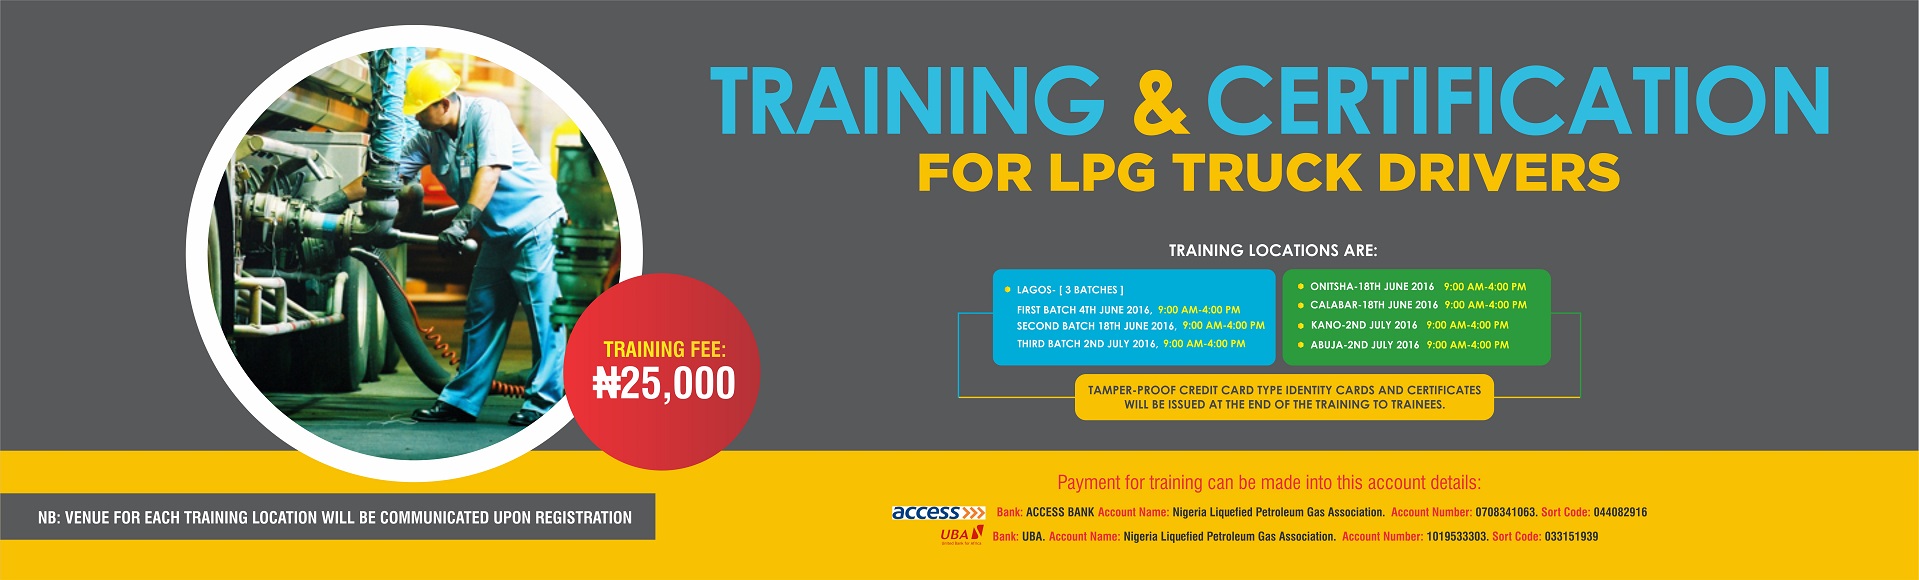 TRAINING & CERTIFICATION
FOR LPG TRUCK DRIVERS
TRAINING LOCATIONS ARE:
LAGOS- [ 3 BATCHES ]
FIRST BATCH 4TH JUNE 2016, 9:00 AM-4:00 PM
SECOND BATCH 18TH JUNE 2016, 9:00 AM-4:00 PM
THIRD BATCH 2ND JULY 2016, 9:00 AM-4:00 PM
ONITSHA-18TH JUNE 2016 9:00 AM-4:00 PM
CALABAR-18TH JUNE 2016 9:00 AM-4:00 PM
KANO-2ND JULY 2016 9:00 AM-4:00 PM
ABUJA-2ND JULY 2016 9:00 AM-4:00 PM
TAMPER-PROOF CREDIT CARD TYPE IDENTITY CARDS AND CERTIFICATES
WILL BE ISSUED AT THE END OF THE TRAINING TO TRAINEES.
TRAINING FEE:
₦25,000
NB: VENUE FOR EACH TRAINING LOCATION WILL BE COMMUNICATED UPON REGISTRATION
Payment for training can be made into this account details:
access Bank: ACCESS BANK Account Name: Nigeria Liquefied Petroleum Gas Association. Account Number: 0708341063. Sort Code: 044082916
UBA Bank: UBA. Account Name: Nigeria Liquefied Petroleum Gas Association. Account Number: 1019533303. Sort Code: 033151939
United Bank for Africa